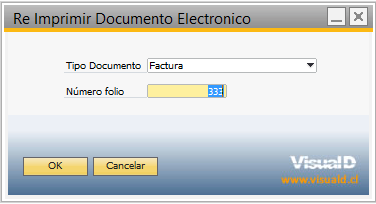 Re Imprimir Documento Electronico
Tipo Documento Factura
Número folio 333
OK Cancelar
VisualD
www.visuald.cl